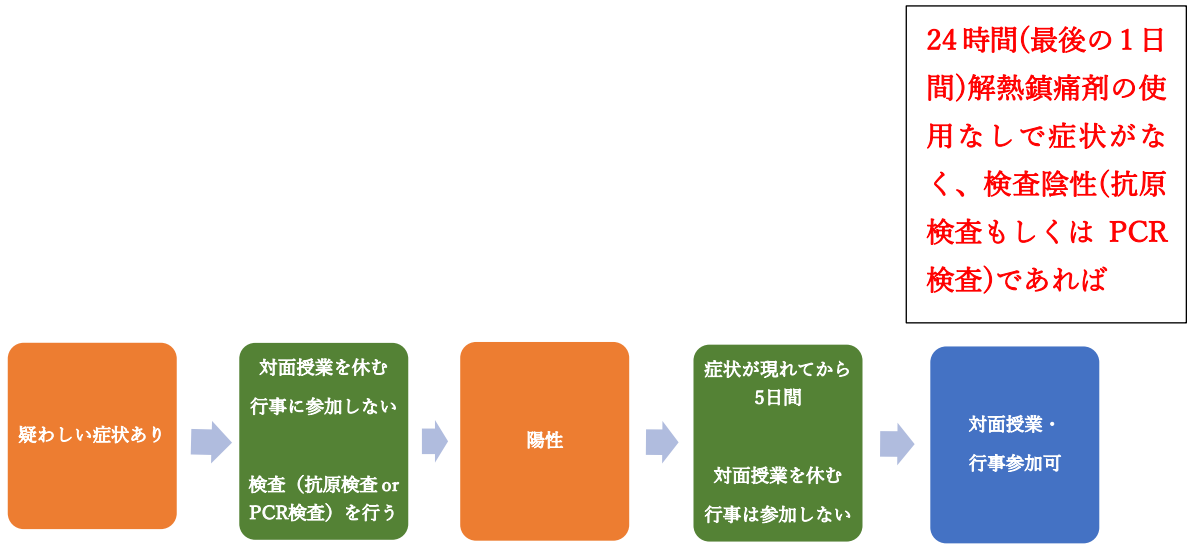 24時間(最後の1日
間)解熱鎮痛剤の使
用なしで症状がな
く、検査陰性(抗原
検査もしくは PCR
検査)であれば
疑わしい症状あり
対面授業を休む
行事に参加しない
検査（抗原検査 or
PCR検査）を行う
陽性
症状が現れてから
5日間
対面授業を休む
行事は参加しない
対面授業・
行事参加可